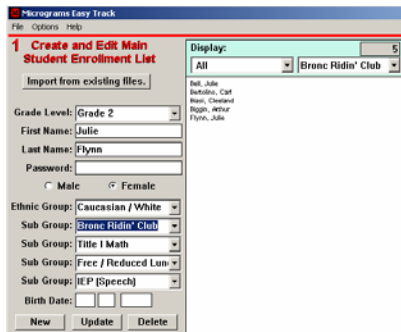 Micrograms Easy Track
File Options Help
1 Create and Edit Main
Student Enrollment List
Import from existing files.
Grade Level: Grade 2
First Name: Julie
Last Name: Flynn
Password:
Male Female
Ethnic Group: Caucasian / White
Sub Group: Bronc Ridin' Club
Sub Group: Title I Math
Sub Group: Free / Reduced Lun
Sub Group: IEP (Speech)
Birth Date:
New Update Delete
Display: 5
All Bronc Ridin' Club
Bell, Julie
Bertolino, Carl
Biasi, Cleeland
Biggin, Arthur
Flynn, Julie